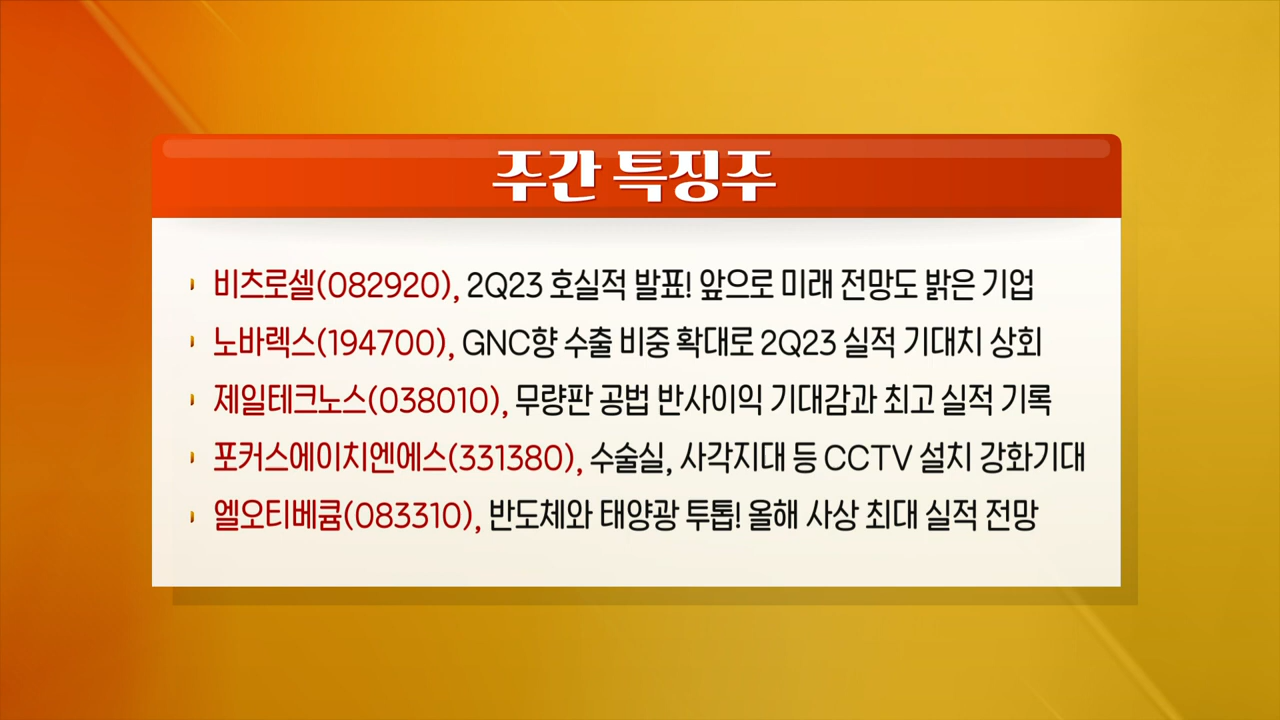 주간 특징주
비츠로셀(082920), 2Q23 호실적 발표! 앞으로 미래 전망도 밝은 기업
노바렉스(194700), GNC향 수출 비중 확대로 2Q23 실적 기대치 상회
제일테크노스(038010), 무량판 공법 반사이익 기대감과 최고 실적 기록
포커스에이치엔에스(331380), 수술실, 사각지대 등 CCTV 설치 강화기대
엘오티베큠(083310), 반도체와 태양광 투톱! 올해 사상 최대 실적 전망